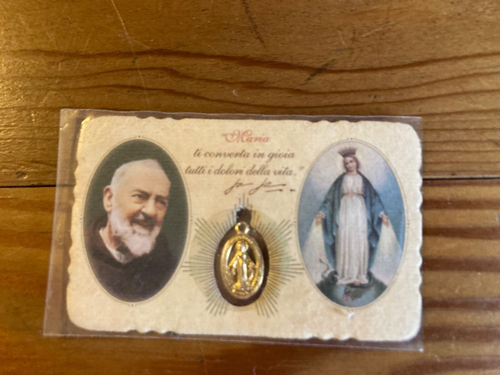 "Maria
ti converta in gioia
tutti i dolori della vita."